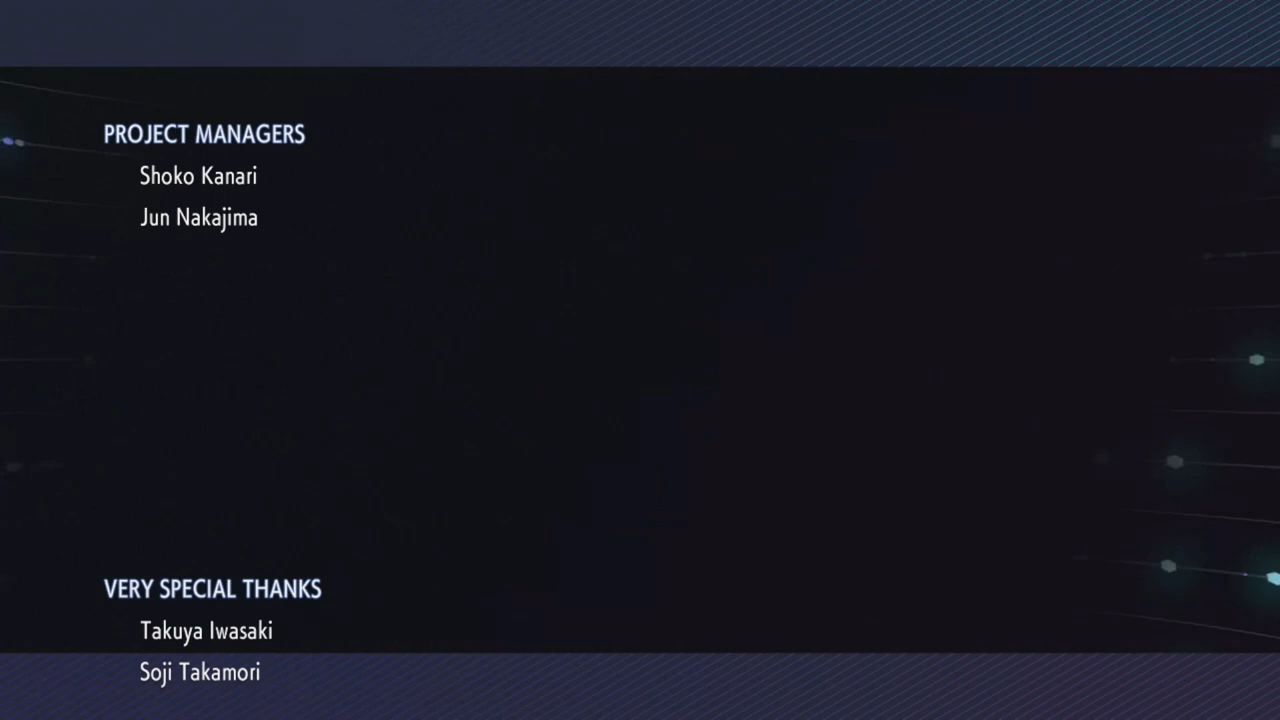 PROJECT MANAGERS
Shoko Kanari
Jun Nakajima
VERY SPECIAL THANKS
Takuya Iwasaki
Soji Takamori